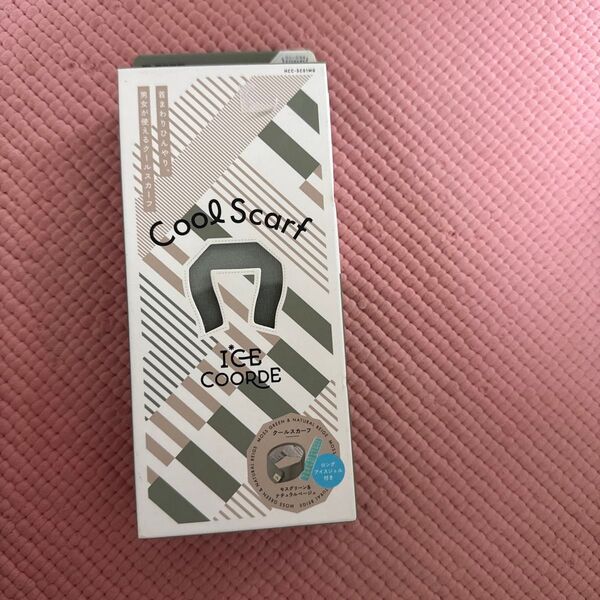 HCC-SC01MG
首まわりひんやり。
男女が使えるクールスカーフ
Cool Scarf
ICE
COORDE
MOSS GREEN & NATURAL BEIGE
クールスカーフ
モスグリーン&
ナチュラルベージュ
ロング
アイスジェル
付き